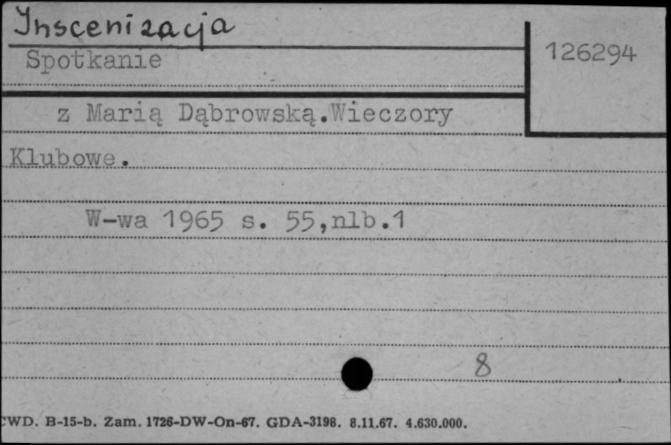 Inscenizacja
126294
Spotkanie
z Marią Dąbrowską.Wieczory
Klubowe.
W-wa 1965 s. 55,nlb.1
8
CWD. B-15-b. Zam. 1726-DW-On-67. GDA-3198. 8.11.67. 4.630.000.